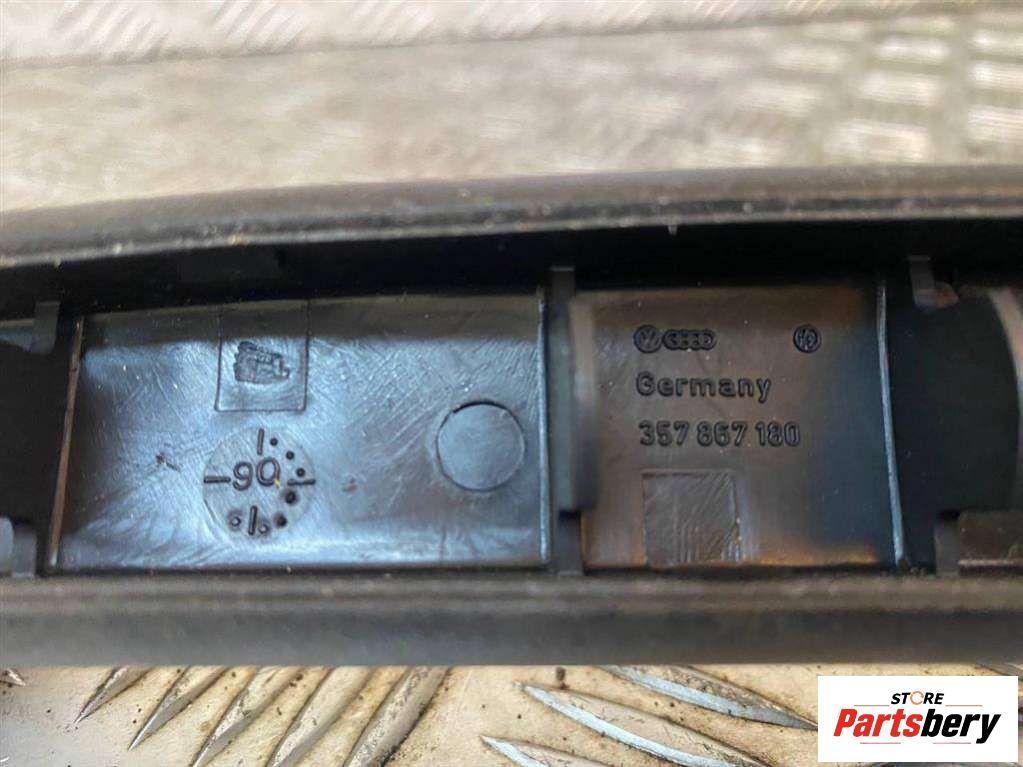 90
Germany
357 867 180
STORE
Partsbery